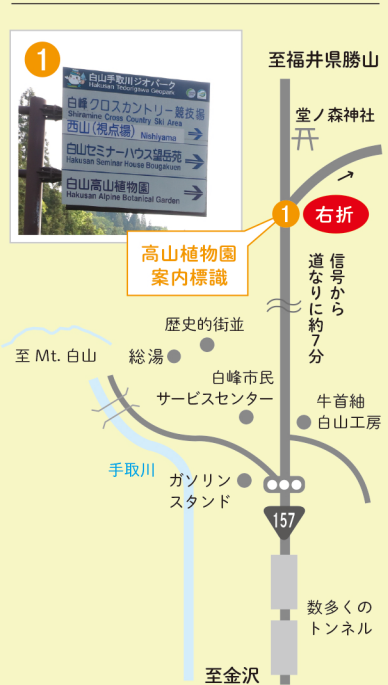 1
白山手取川ジオパーク
Hakusan Tedorigawa Geopark
白峰クロスカントリー競技場
Shiramine Cross Country Ski Area
西山(視点場) Nishiyama
白山セミナーハウス望岳苑
Hakusan Seminar House Bougakuen
白山高山植物園
Hakusan Alpine Botanical Garden
至福井県勝山
堂ノ森神社
1
右折
高山植物園
案内標識
信号から
道なりに約7分
歴史的街並
至 Mt. 白山
総湯
白峰市民
サービスセンター
牛首紬
白山工房
手取川
ガソリン
スタンド
157
数多くの
トンネル
至金沢